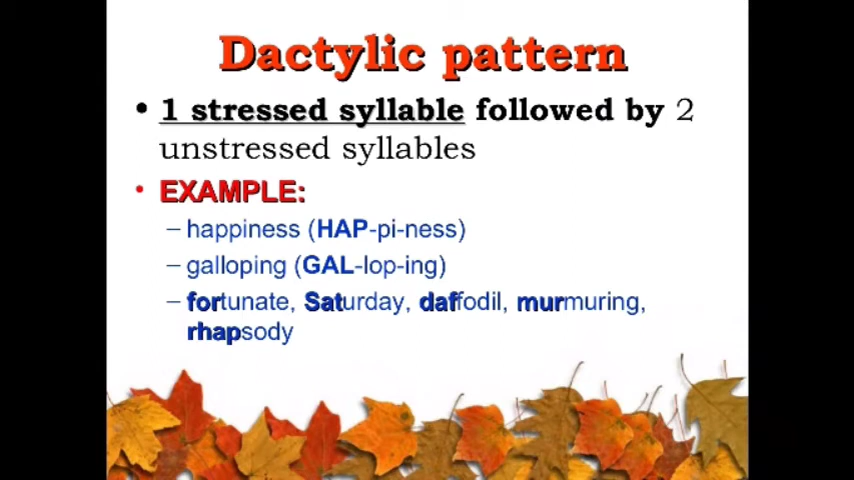 Dactylic pattern
• 1 stressed syllable followed by 2
unstressed syllables
• EXAMPLE:
– happiness (HAP-pi-ness)
– galloping (GAL-lop-ing)
– fortunate, Saturday, daffodil, murmuring,
rhapsody